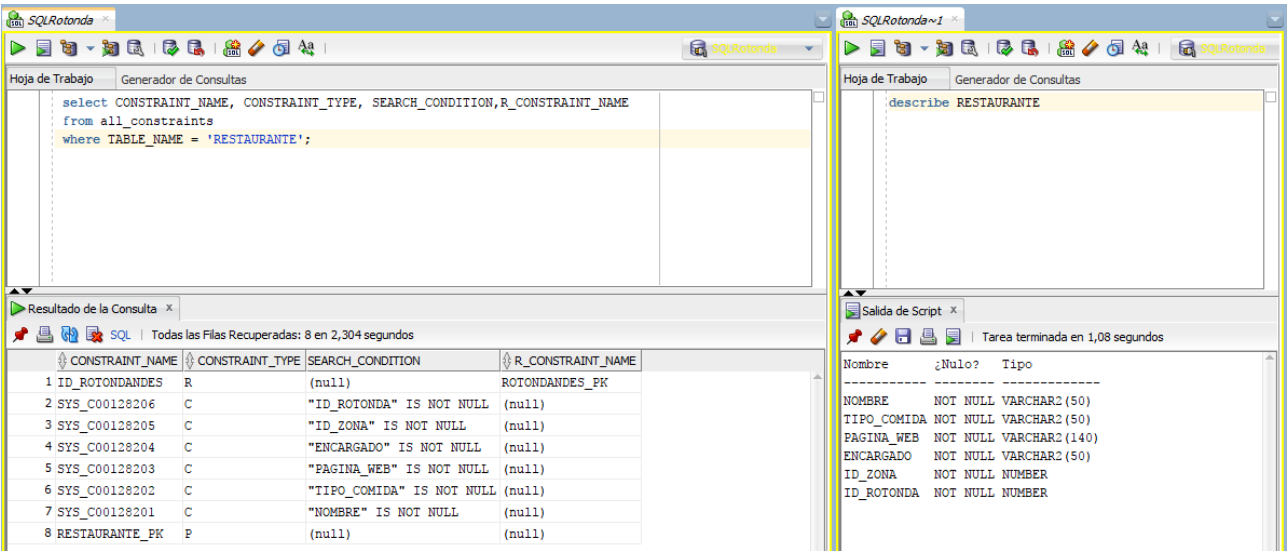 SQLRotonda
SQLRotonda
Hoja de Trabajo Generador de Consultas
select CONSTRAINT_NAME, CONSTRAINT_TYPE, SEARCH_CONDITION,R_CONSTRAINT_NAME
from all_constraints
where TABLE_NAME = 'RESTAURANTE';
Resultado de la Consulta x
SQL | Todas las Filas Recuperadas: 8 en 2,304 segundos
CONSTRAINT_NAME CONSTRAINT_TYPE SEARCH_CONDITION R_CONSTRAINT_NAME
1 ID_ROTONDANDES R (null) ROTONDANDES_PK
2 SYS_C00128206 C "ID_ROTONDA" IS NOT NULL (null)
3 SYS_C00128205 C "ID_ZONA" IS NOT NULL (null)
4 SYS_C00128204 C "ENCARGADO" IS NOT NULL (null)
5 SYS_C00128203 C "PAGINA_WEB" IS NOT NULL (null)
6 SYS_C00128202 C "TIPO_COMIDA" IS NOT NULL (null)
7 SYS_C00128201 C "NOMBRE" IS NOT NULL (null)
8 RESTAURANTE_PK P (null) (null)
SQLRotonda~1
SQLRotonda
Hoja de Trabajo Generador de Consultas
describe RESTAURANTE
Salida de Script x
Tarea terminada en 1,08 segundos
Nombre ¿Nulo? Tipo
----------- -------- -------------
NOMBRE NOT NULL VARCHAR2(50)
TIPO_COMIDA NOT NULL VARCHAR2(50)
PAGINA_WEB NOT NULL VARCHAR2(140)
ENCARGADO NOT NULL VARCHAR2(50)
ID_ZONA NOT NULL NUMBER
ID_ROTONDA NOT NULL NUMBER